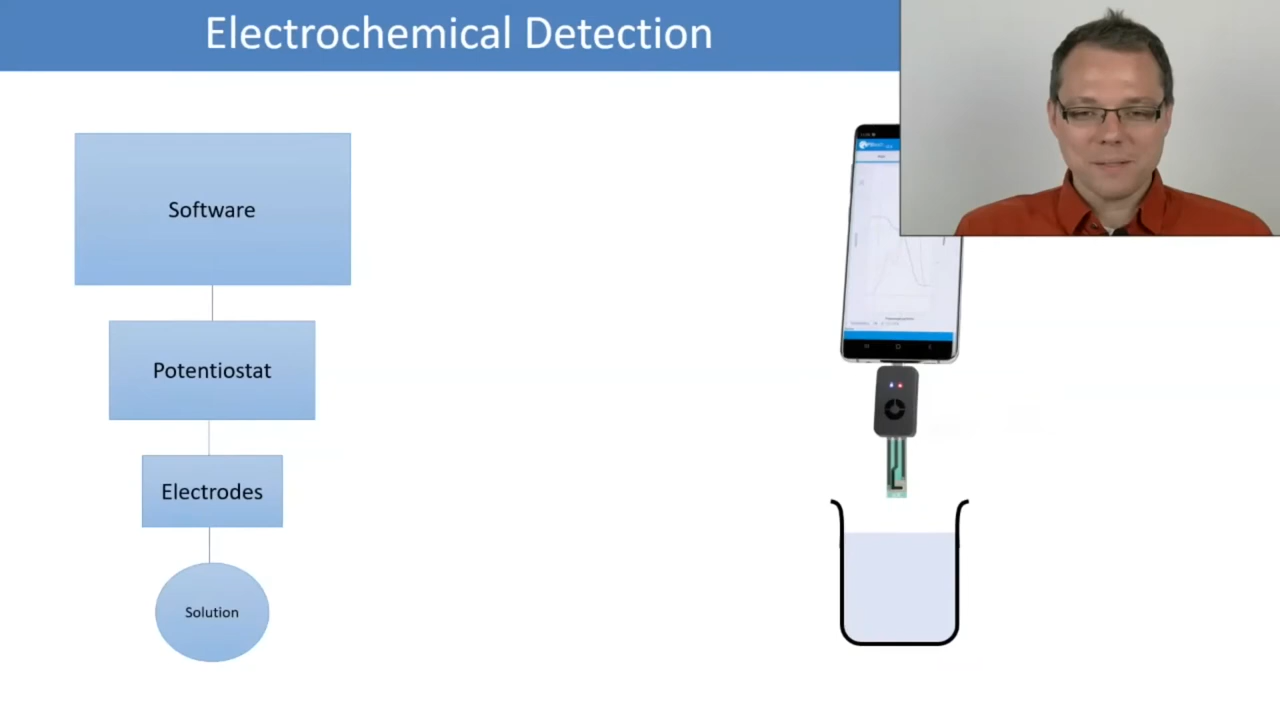 Electrochemical Detection
Software
Potentiostat
Electrodes
Solution